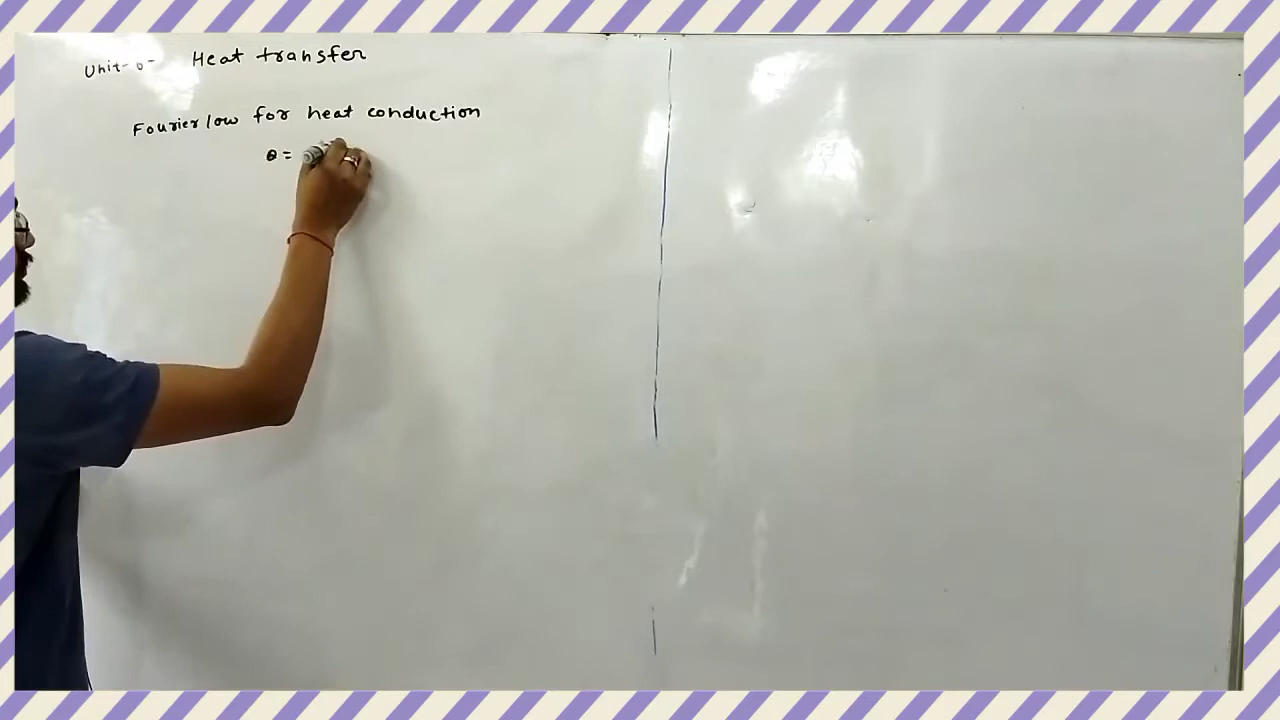 Unit-6- Heat transfer
Fourier low for heat conduction
Q =